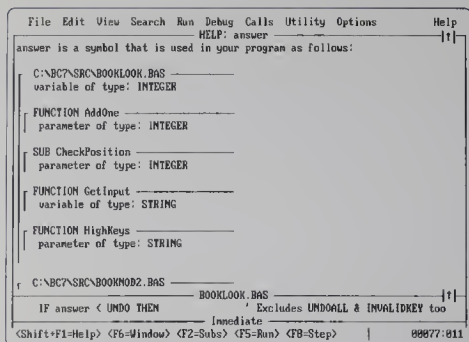 File Edit View Search Run Debug Calls Utility Options Help
HELP: answer
answer is a symbol that is used in your program as follows:
C:\BC7\SRC\BOOKLOOK.BAS
variable of type: INTEGER
FUNCTION AddOne
parameter of type: INTEGER
SUB CheckPosition
parameter of type: INTEGER
FUNCTION GetInput
variable of type: STRING
FUNCTION HighKeys
parameter of type: STRING
C:\BC7\SRC\BOOKMOD2.BAS
BOOKLOOK.BAS
IF answer < UNDO THEN ' Excludes UNDOALL & INVALIDKEY too
Immediate
<Shift+F1=Help> <F6=Window> <F2=Subs> <F5=Run> <F8=Step> 00077:011